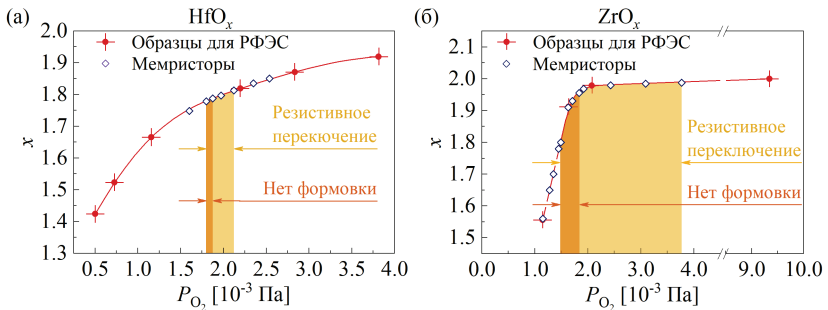 (а)
HfOx
2.0
1.9
1.8
1.7
1.6
1.5
1.4
1.3
x
Образцы для РФЭС
Мемристоры
Резистивное
перекючение
Нет формовки
0.5 1.0 1.5 2.0 2.5 3.0 3.5 4.0
PO2 [10-3 Па]
(б)
ZrOx
2.1
2.0
1.9
1.8
1.7
1.6
1.5
x
Образцы для РФЭС
Мемристоры
Резистивное
переключение
Нет формовки
0.0 1.0 2.0 3.0 4.0 9.0 10.0
PO2 [10-3 Па]